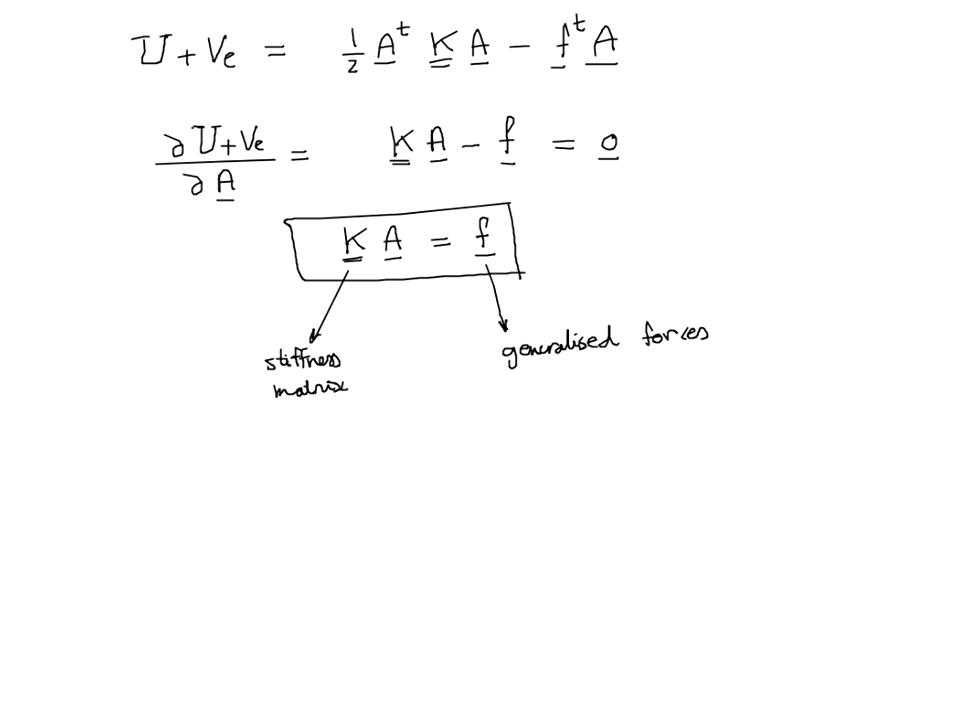 U + Ve = 1/2 A^t K A - f^t A
∂ U+Ve / ∂ A = K A - f = 0
K A = f
stiffness matrix
generalised forces